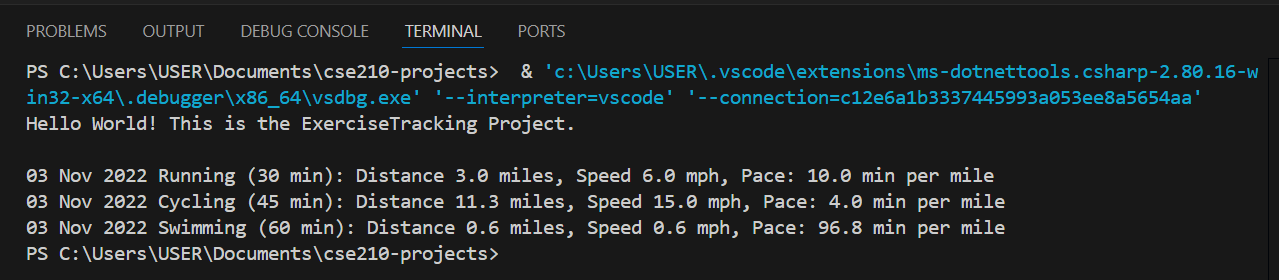 PROBLEMS OUTPUT DEBUG CONSOLE TERMINAL PORTS
PS C:\Users\USER\Documents\cse210-projects>  & 'c:\Users\USER\.vscode\extensions\ms-dotnettools.csharp-2.80.16-w
in32-x64\.debugger\x86_64\vsdbg.exe' '--interpreter=vscode' '--connection=c12e6a1b3337445993a053ee8a5654aa'
Hello World! This is the ExerciseTracking Project.
03 Nov 2022 Running (30 min): Distance 3.0 miles, Speed 6.0 mph, Pace: 10.0 min per mile
03 Nov 2022 Cycling (45 min): Distance 11.3 miles, Speed 15.0 mph, Pace: 4.0 min per mile
03 Nov 2022 Swimming (60 min): Distance 0.6 miles, Speed 0.6 mph, Pace: 96.8 min per mile
PS C:\Users\USER\Documents\cse210-projects>